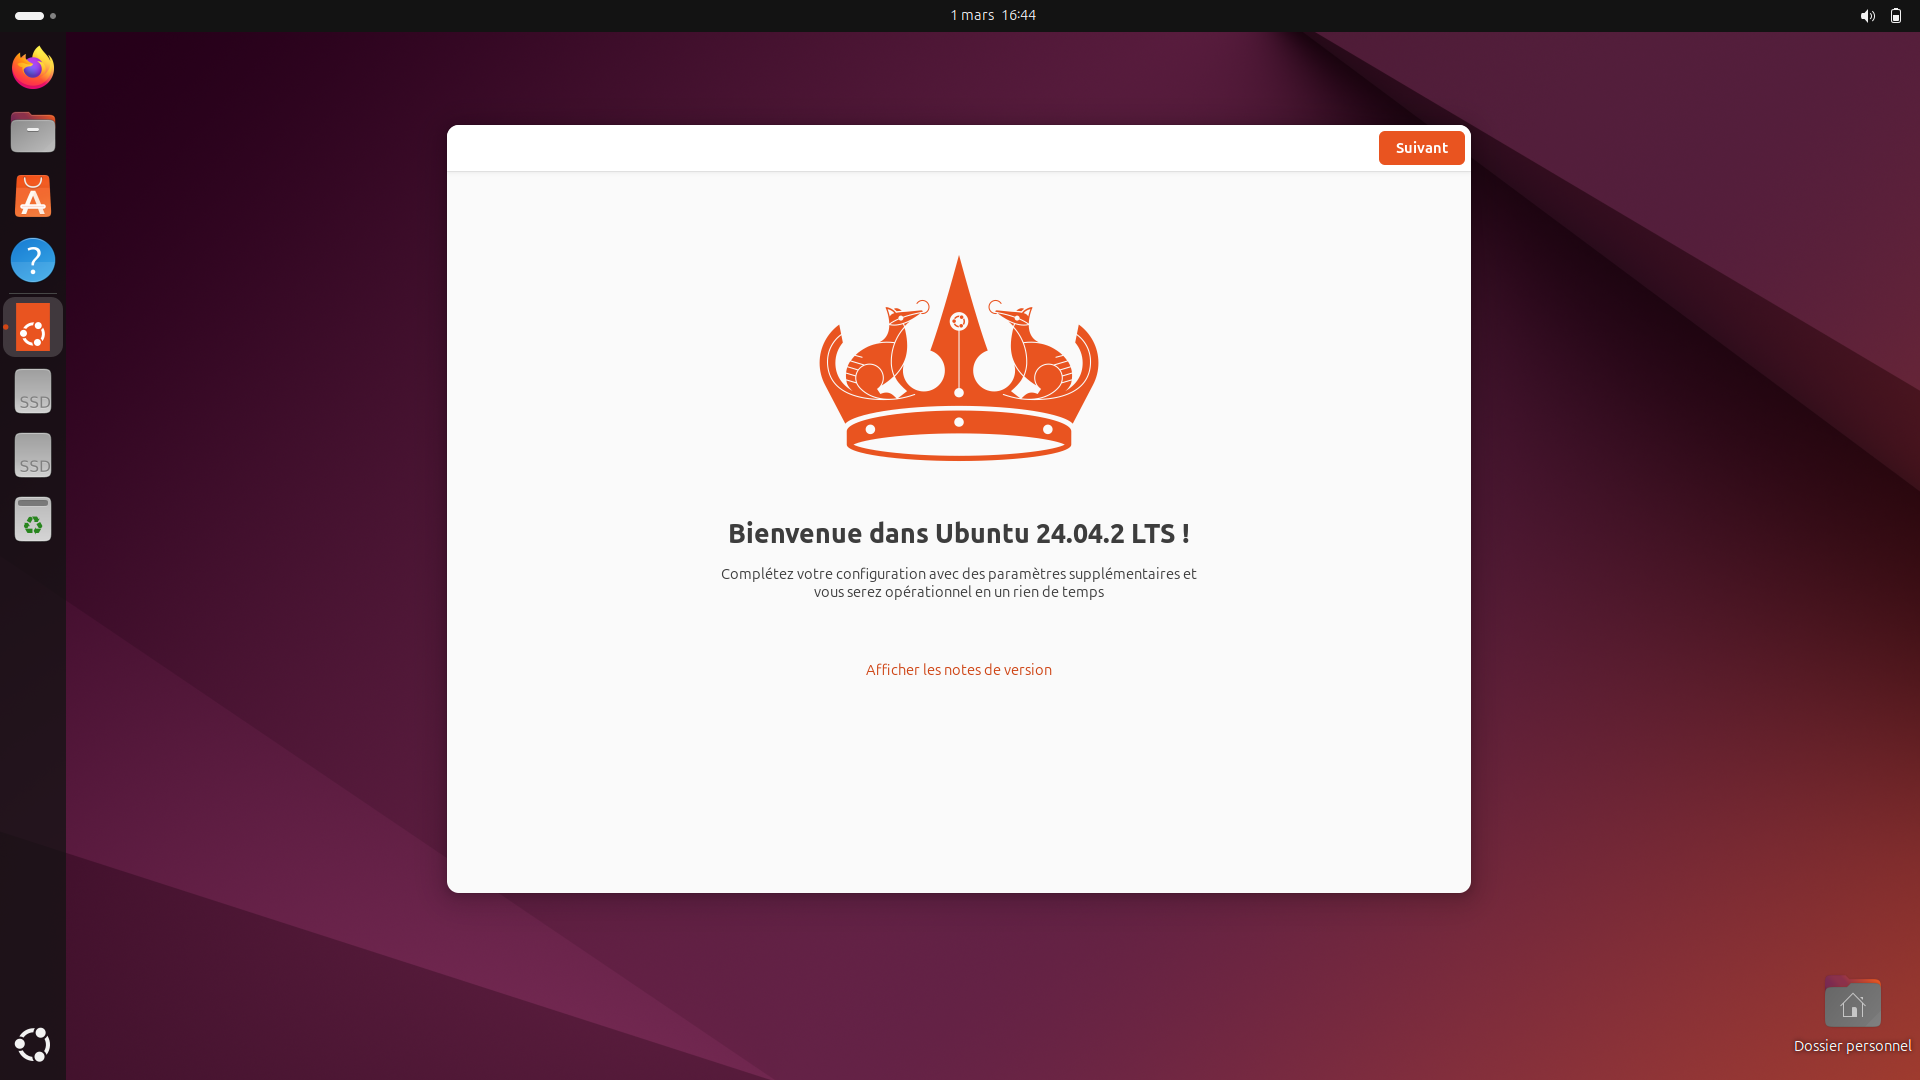 1 mars 16:44
Suivant
SSD
SSD
Bienvenue dans Ubuntu 24.04.2 LTS !
Complétez votre configuration avec des paramètres supplémentaires et
vous serez opérationnel en un rien de temps
Afficher les notes de version
Dossier personnel